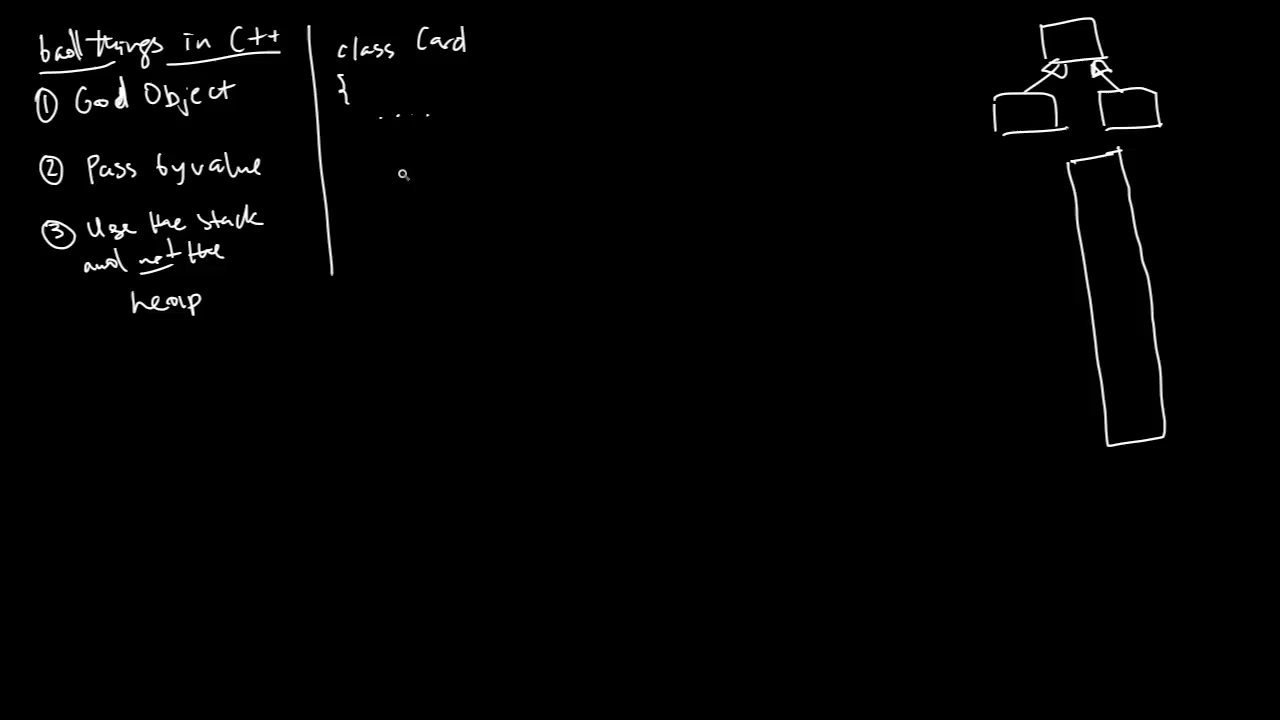 bad things in C++
① Good Object
② Pass by value
③ Use the stack
and not the
heap
class Card
{
....